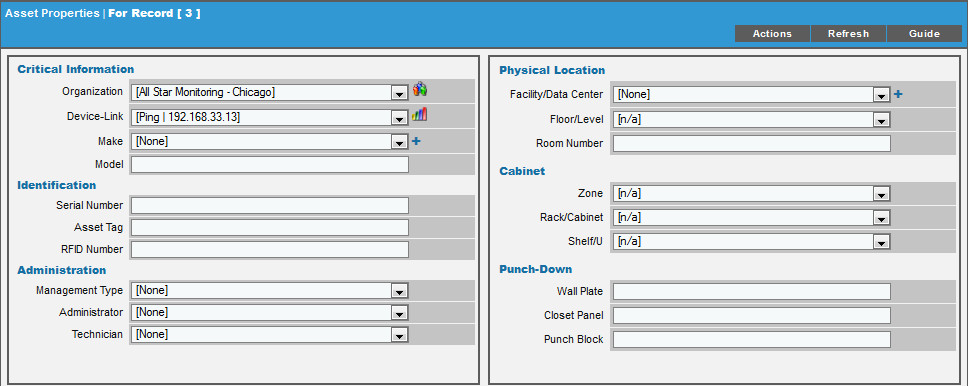 Asset Properties | For Record [ 3 ]
Actions Refresh Guide
Critical Information
Organization [All Star Monitoring - Chicago]
Device-Link [Ping | 192.168.33.13]
Make [None]
Model
Identification
Serial Number
Asset Tag
RFID Number
Administration
Management Type [None]
Administrator [None]
Technician [None]
Physical Location
Facility/Data Center [None]
Floor/Level [n/a]
Room Number
Cabinet
Zone [n/a]
Rack/Cabinet [n/a]
Shelf/U [n/a]
Punch-Down
Wall Plate
Closet Panel
Punch Block